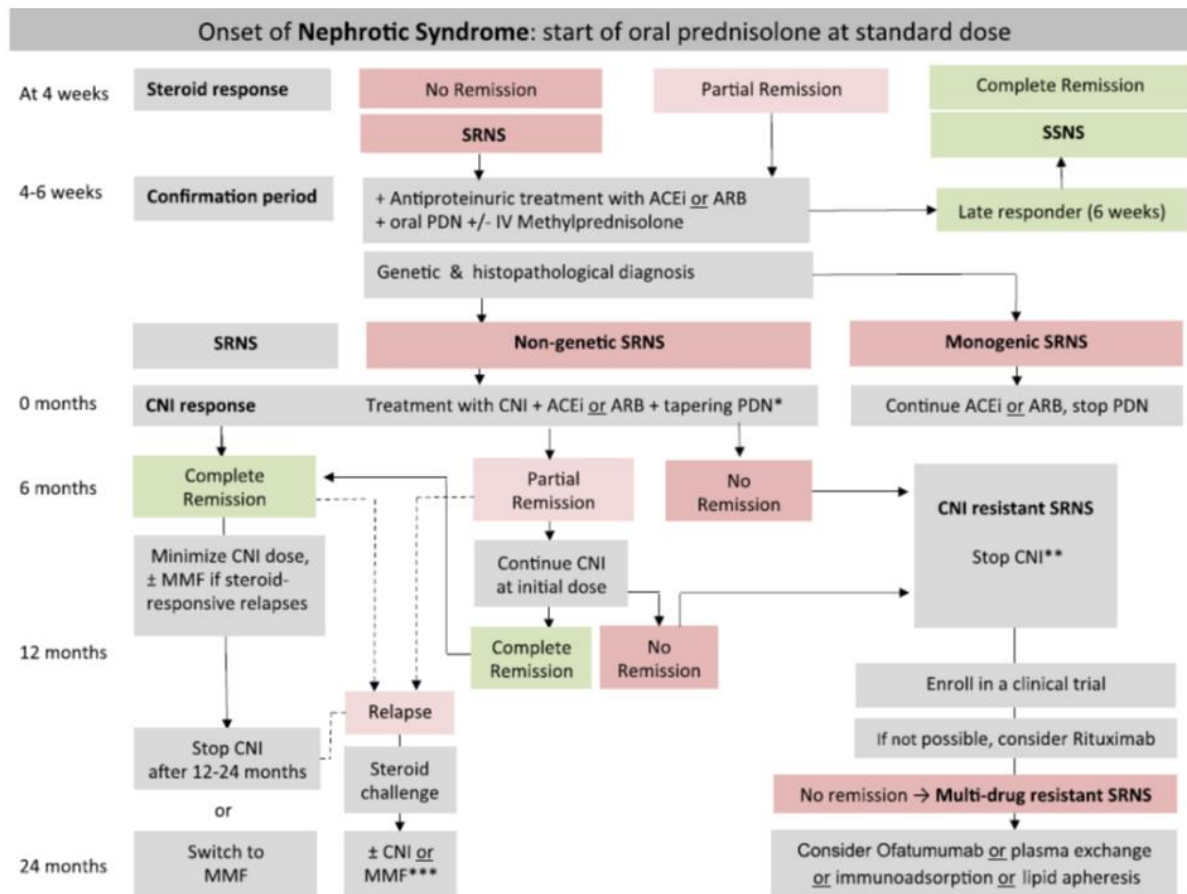 Onset of Nephrotic Syndrome: start of oral prednisolone at standard dose
At 4 weeks
Steroid response
No Remission
Partial Remission
Complete Remission
SRNS
SSNS
4-6 weeks
Confirmation period
+ Antiproteinuric treatment with ACEi or ARB
+ oral PDN +/- IV Methylprednisolone
Late responder (6 weeks)
Genetic & histopathological diagnosis
SRNS
Non-genetic SRNS
Monogenic SRNS
0 months
CNI response
Treatment with CNI + ACEi or ARB + tapering PDN*
Continue ACEi or ARB, stop PDN
6 months
Complete
Remission
Partial
Remission
No
Remission
CNI resistant SRNS
Stop CNI**
Minimize CNI dose,
± MMF if steroid-
responsive relapses
Continue CNI
at initial dose
12 months
Complete
Remission
No
Remission
Enroll in a clinical trial
Relapse
If not possible, consider Rituximab
Stop CNI
after 12-24 months
Steroid
challenge
No remission → Multi-drug resistant SRNS
or
24 months
Switch to
MMF
± CNI or
MMF***
Consider Ofatumumab or plasma exchange
or immunoadsorption or lipid apheresis